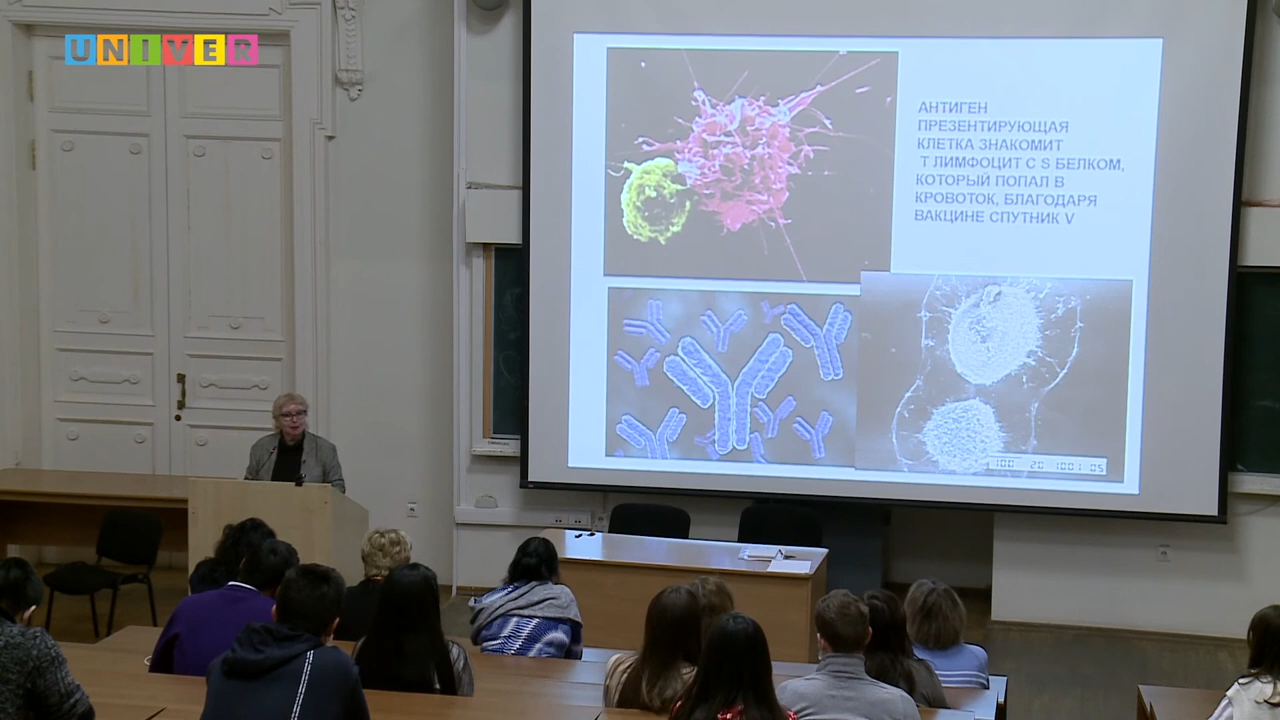 UNIVER
АНТИГЕН
ПРЕЗЕНТИРУЮЩАЯ
КЛЕТКА ЗНАКОМИТ
Т ЛИМФОЦИТ С S БЕЛКОМ,
КОТОРЫЙ ПОПАЛ В
КРОВОТОК, БЛАГОДАРЯ
ВАКЦИНЕ СПУТНИК V